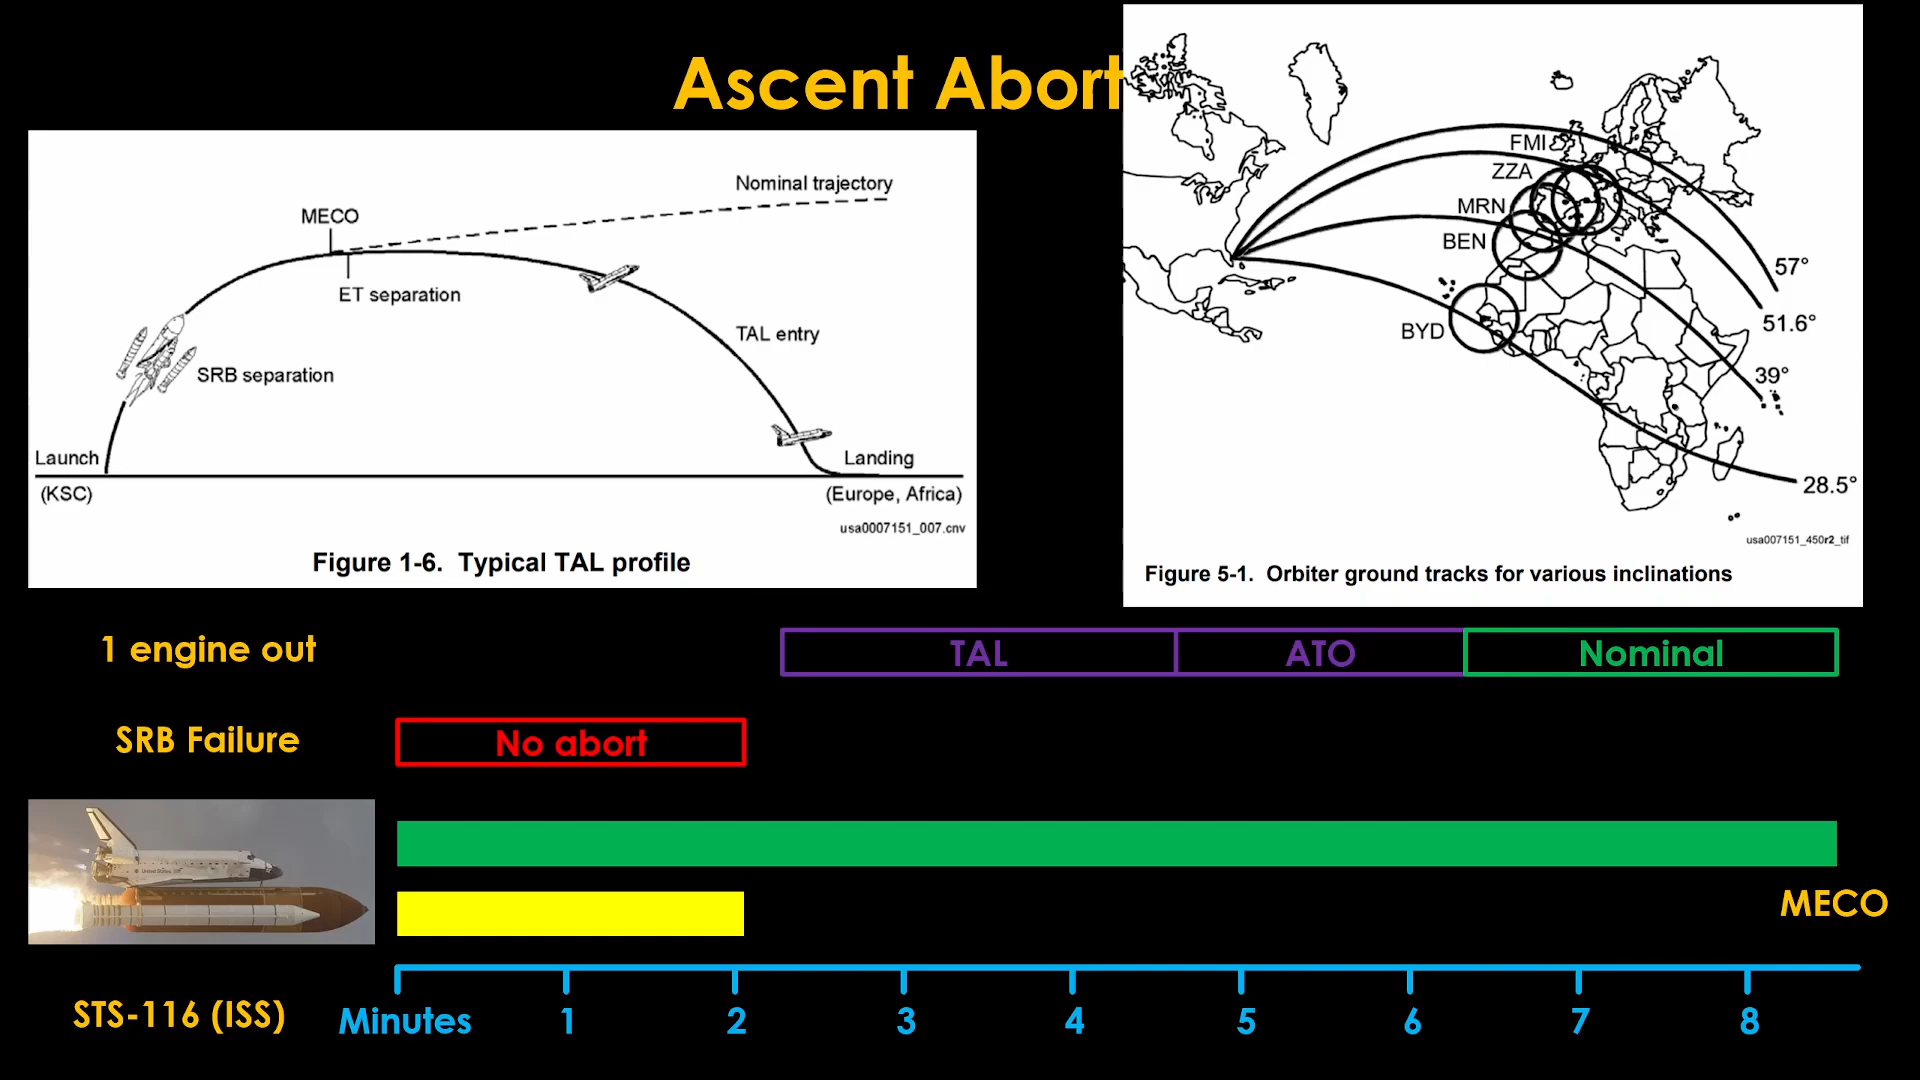 Ascent Abort
MECO
Nominal trajectory
ET separation
TAL entry
SRB separation
Launch
(KSC)
Landing
(Europe, Africa)
usa0007151_007.cnv
Figure 1-6. Typical TAL profile
FMI
ZZA
MRN
BEN
BYD
57°
51.6°
39°
28.5°
usa007151_450r2_tif
Figure 5-1. Orbiter ground tracks for various inclinations
1 engine out
TAL
ATO
Nominal
SRB Failure
No abort
MECO
STS-116 (ISS)
Minutes 1 2 3 4 5 6 7 8